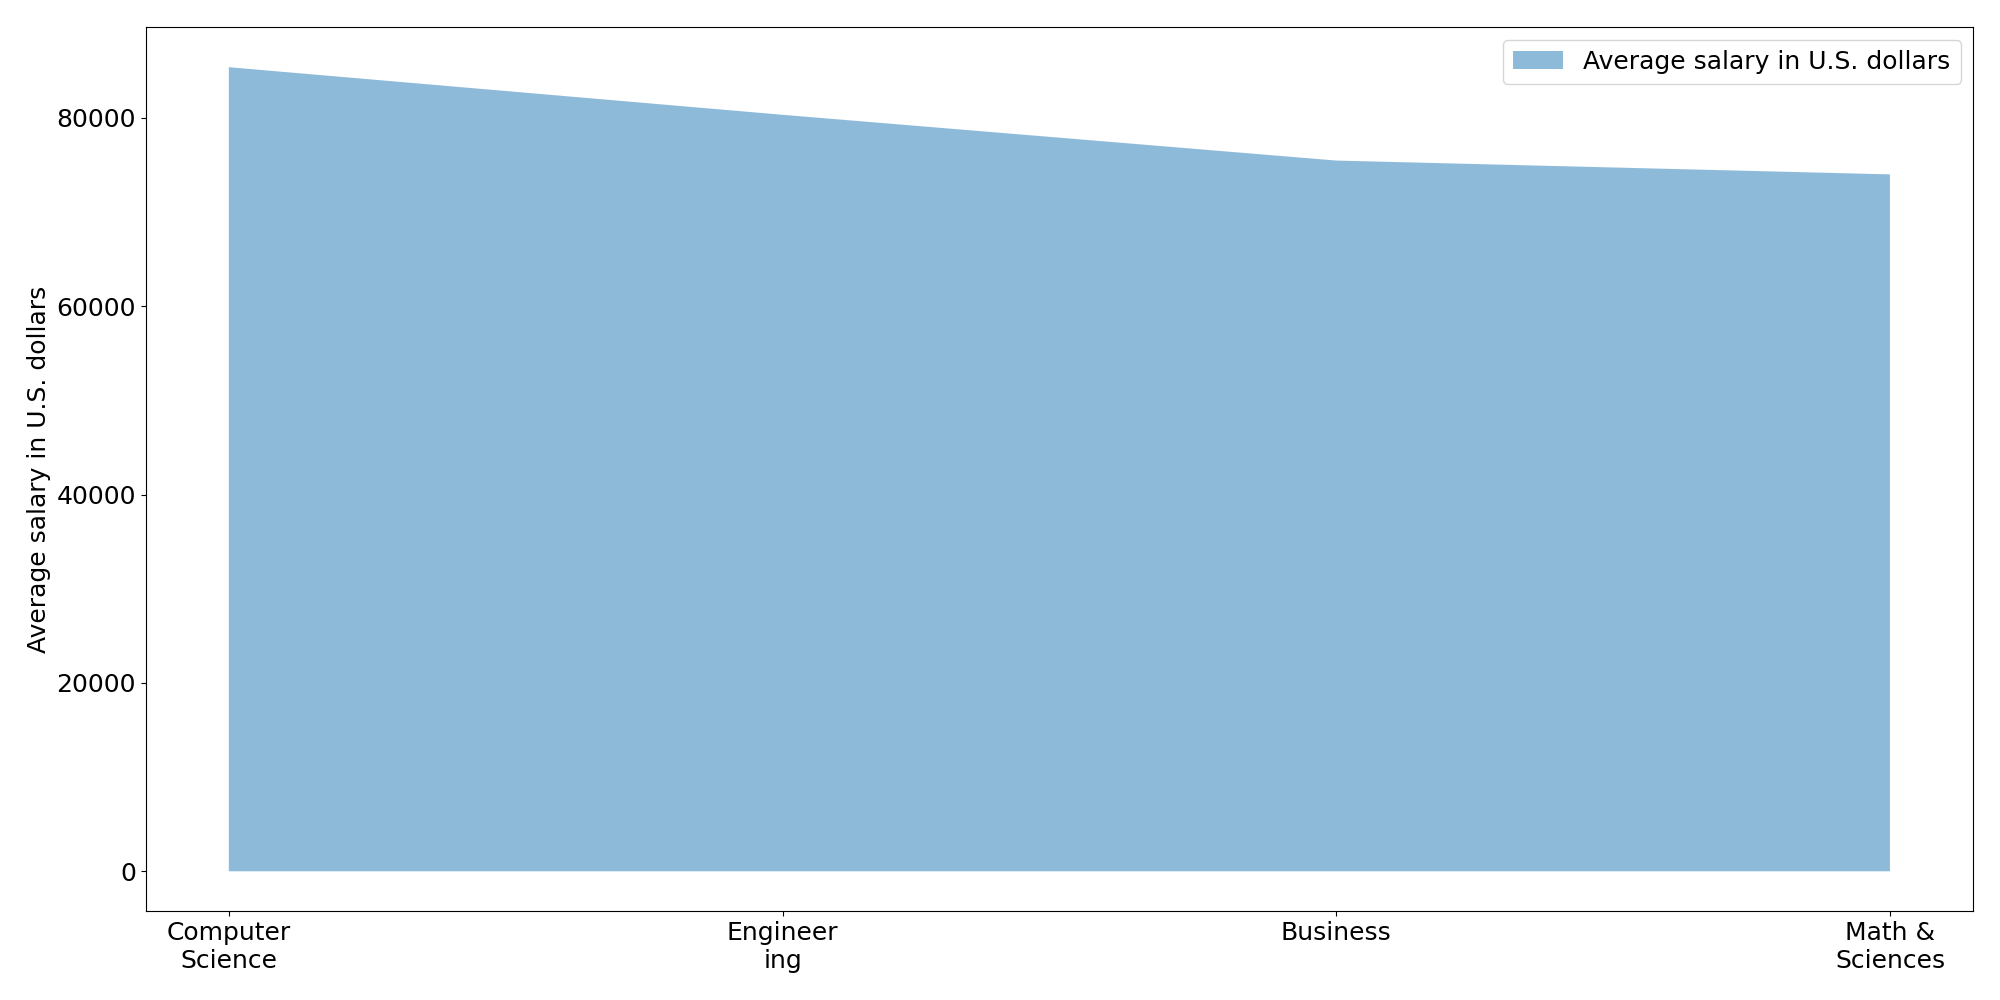 Average salary in U.S. dollars
Average salary in U.S. dollars
80000
60000
40000
20000
0
Computer
Science
Engineer
ing
Business
Math &
Sciences